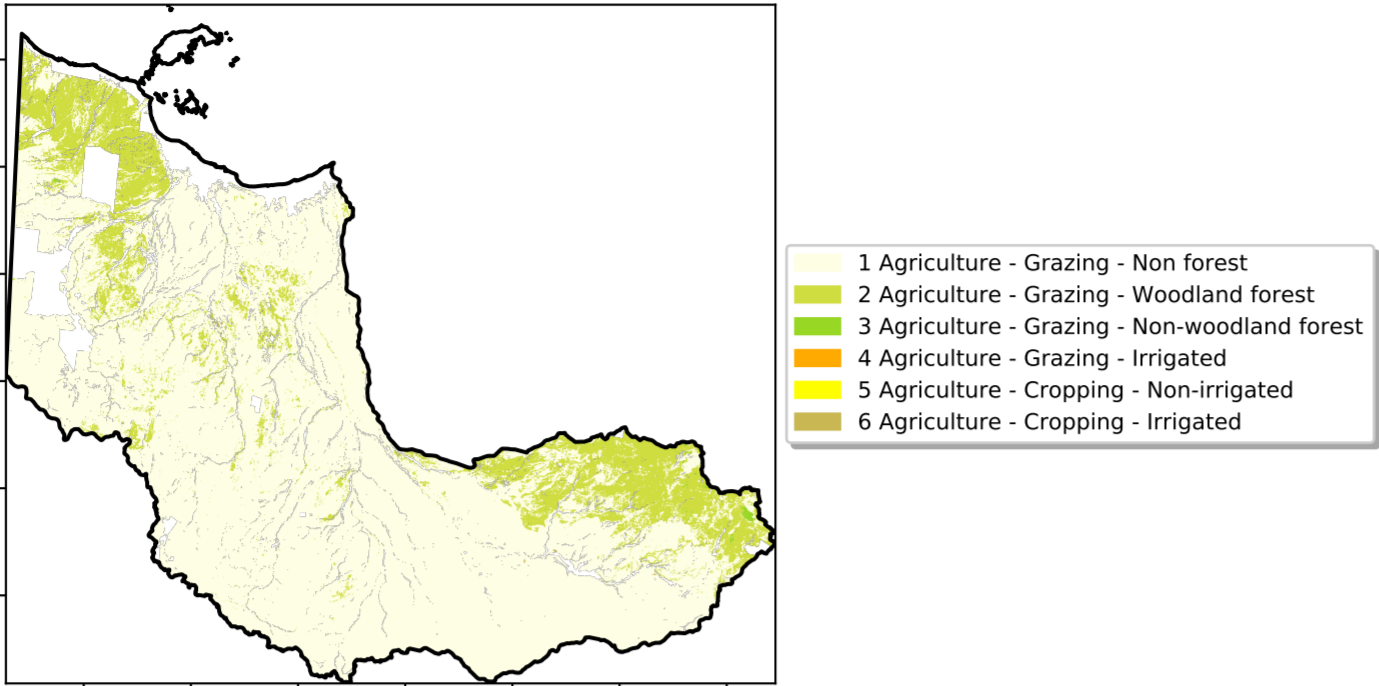 1 Agriculture - Grazing - Non forest
2 Agriculture - Grazing - Woodland forest
3 Agriculture - Grazing - Non-woodland forest
4 Agriculture - Grazing - Irrigated
5 Agriculture - Cropping - Non-irrigated
6 Agriculture - Cropping - Irrigated